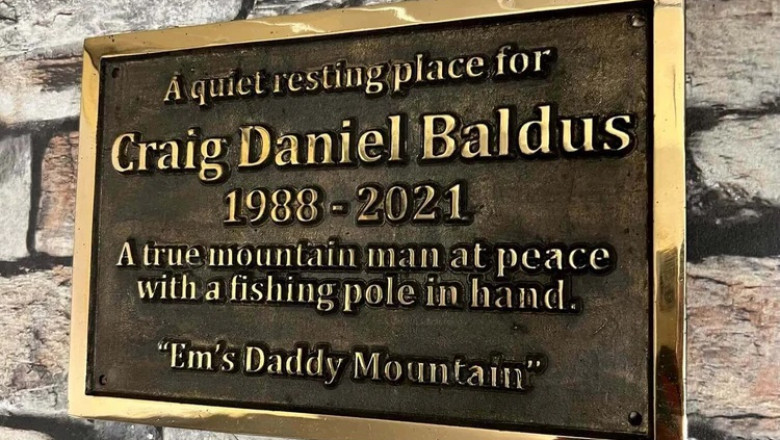 A quiet resting place for
Craig Daniel Baldus
1988 - 2021
A true mountain man at peace
with a fishing pole in hand.
“Em's Daddy Mountain”